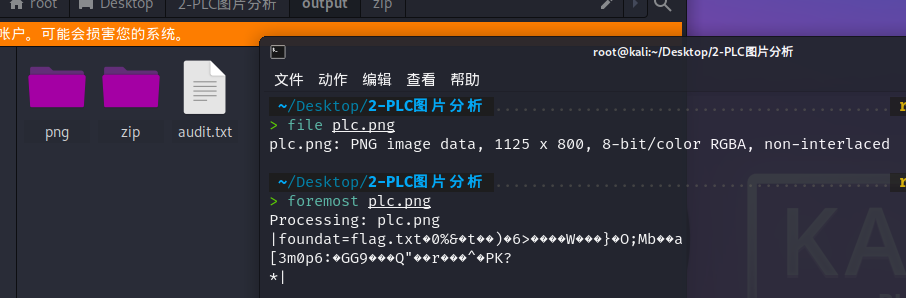 root Desktop 2-PLC图片分析 output zip
帐户。可能会损害您的系统。
png zip audit.txt
root@kali:~/Desktop/2-PLC图片分析
文件 动作 编辑 查看 帮助
~/Desktop/2-PLC图片分析
> file plc.png
plc.png: PNG image data, 1125 x 800, 8-bit/color RGBA, non-interlaced
~/Desktop/2-PLC图片分析
> foremost plc.png
Processing: plc.png
|foundat=flag.txt�0%&�t��)�6>����W���}�O;Mb��a
[3m0p6:�GG9���Q"��r���^�PK?
*|
KA